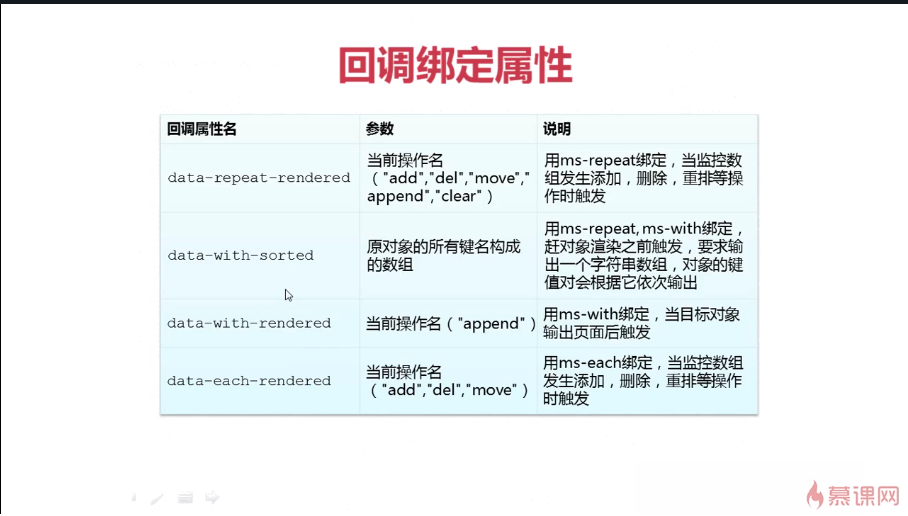 回调绑定属性
回调属性名
参数
说明
data-repeat-rendered
当前操作名
（"add","del","move","
append","clear"）
用ms-repeat绑定，当监控数
组发生添加，删除，重排等操
作时触发
data-with-sorted
原对象的所有键名构成
的数组
用ms-repeat,ms-with绑定，
赶对象渲染之前触发，要求输
出一个字符串数组，对象的键
值对会根据它依次输出
data-with-rendered
当前操作名（"append"）
用ms-with绑定，当目标对象
输出页面后触发
data-each-rendered
当前操作名
（"add","del","move"）
用ms-each绑定，当监控数组
发生添加，删除，重排等操作
时触发
慕课网